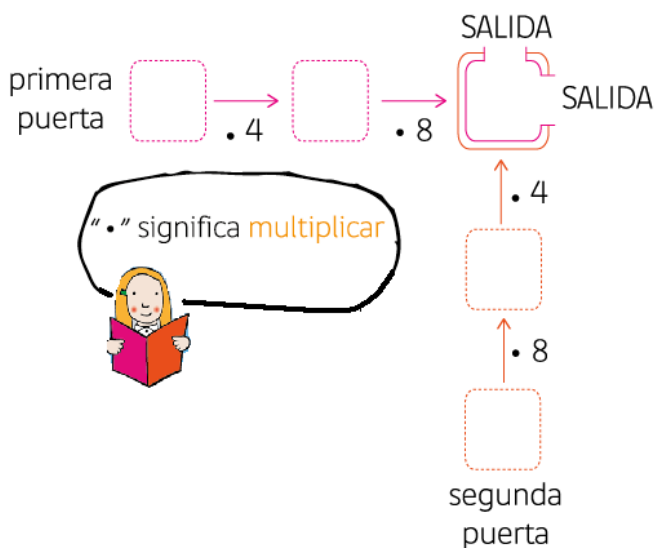 SALIDA
primera
puerta
SALIDA
• 4
• 8
• 4
"•" significa multiplicar
• 8
segunda
puerta